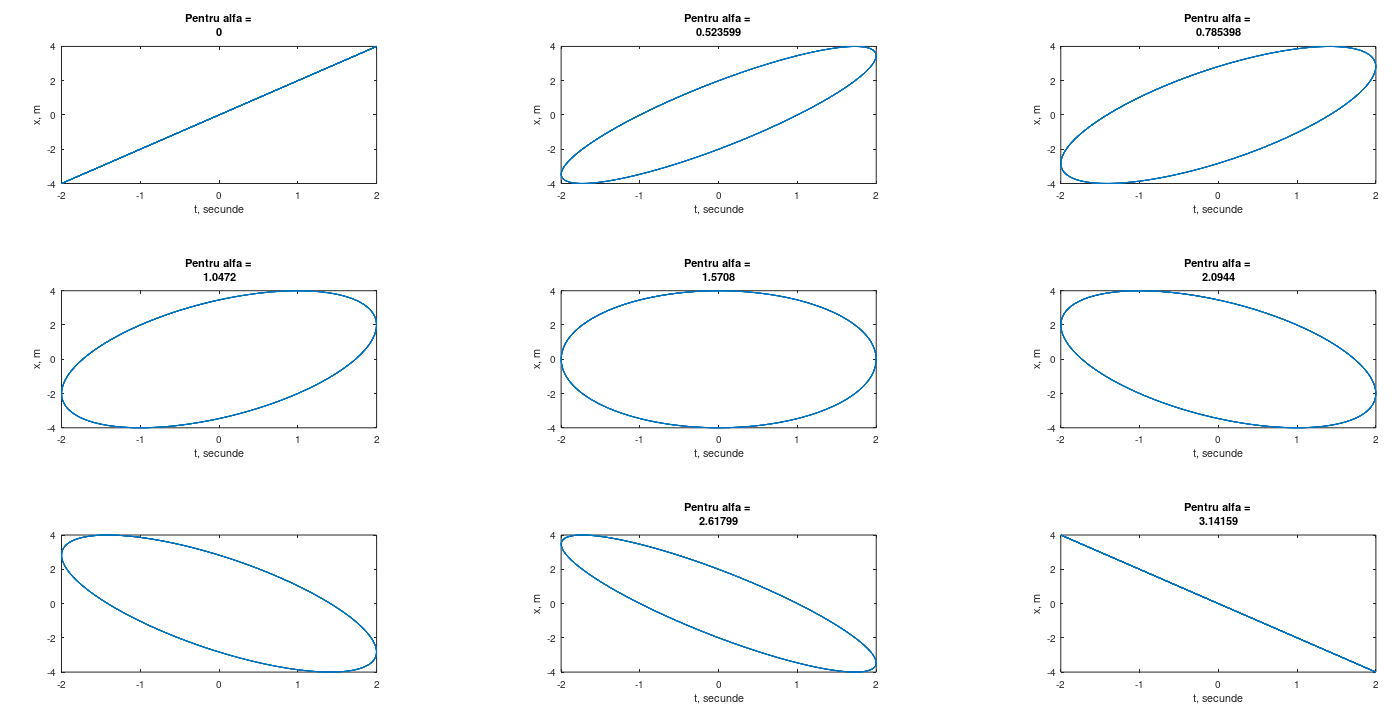 Pentru alfa =
0
4
2
0
-2
-4
x, m
-2 -1 0 1 2
t, secunde
Pentru alfa =
0.523599
4
2
0
-2
-4
x, m
-2 -1 0 1 2
t, secunde
Pentru alfa =
0.785398
4
2
0
-2
-4
x, m
-2 -1 0 1 2
t, secunde
Pentru alfa =
1.0472
4
2
0
-2
-4
x, m
-2 -1 0 1 2
t, secunde
Pentru alfa =
1.5708
4
2
0
-2
-4
x, m
-2 -1 0 1 2
t, secunde
Pentru alfa =
2.0944
4
2
0
-2
-4
x, m
-2 -1 0 1 2
t, secunde
4
2
0
-2
-4
-2 -1 0 1 2
Pentru alfa =
2.61799
4
2
0
-2
-4
x, m
-2 -1 0 1 2
t, secunde
Pentru alfa =
3.14159
4
2
0
-2
-4
x, m
-2 -1 0 1 2
t, secunde